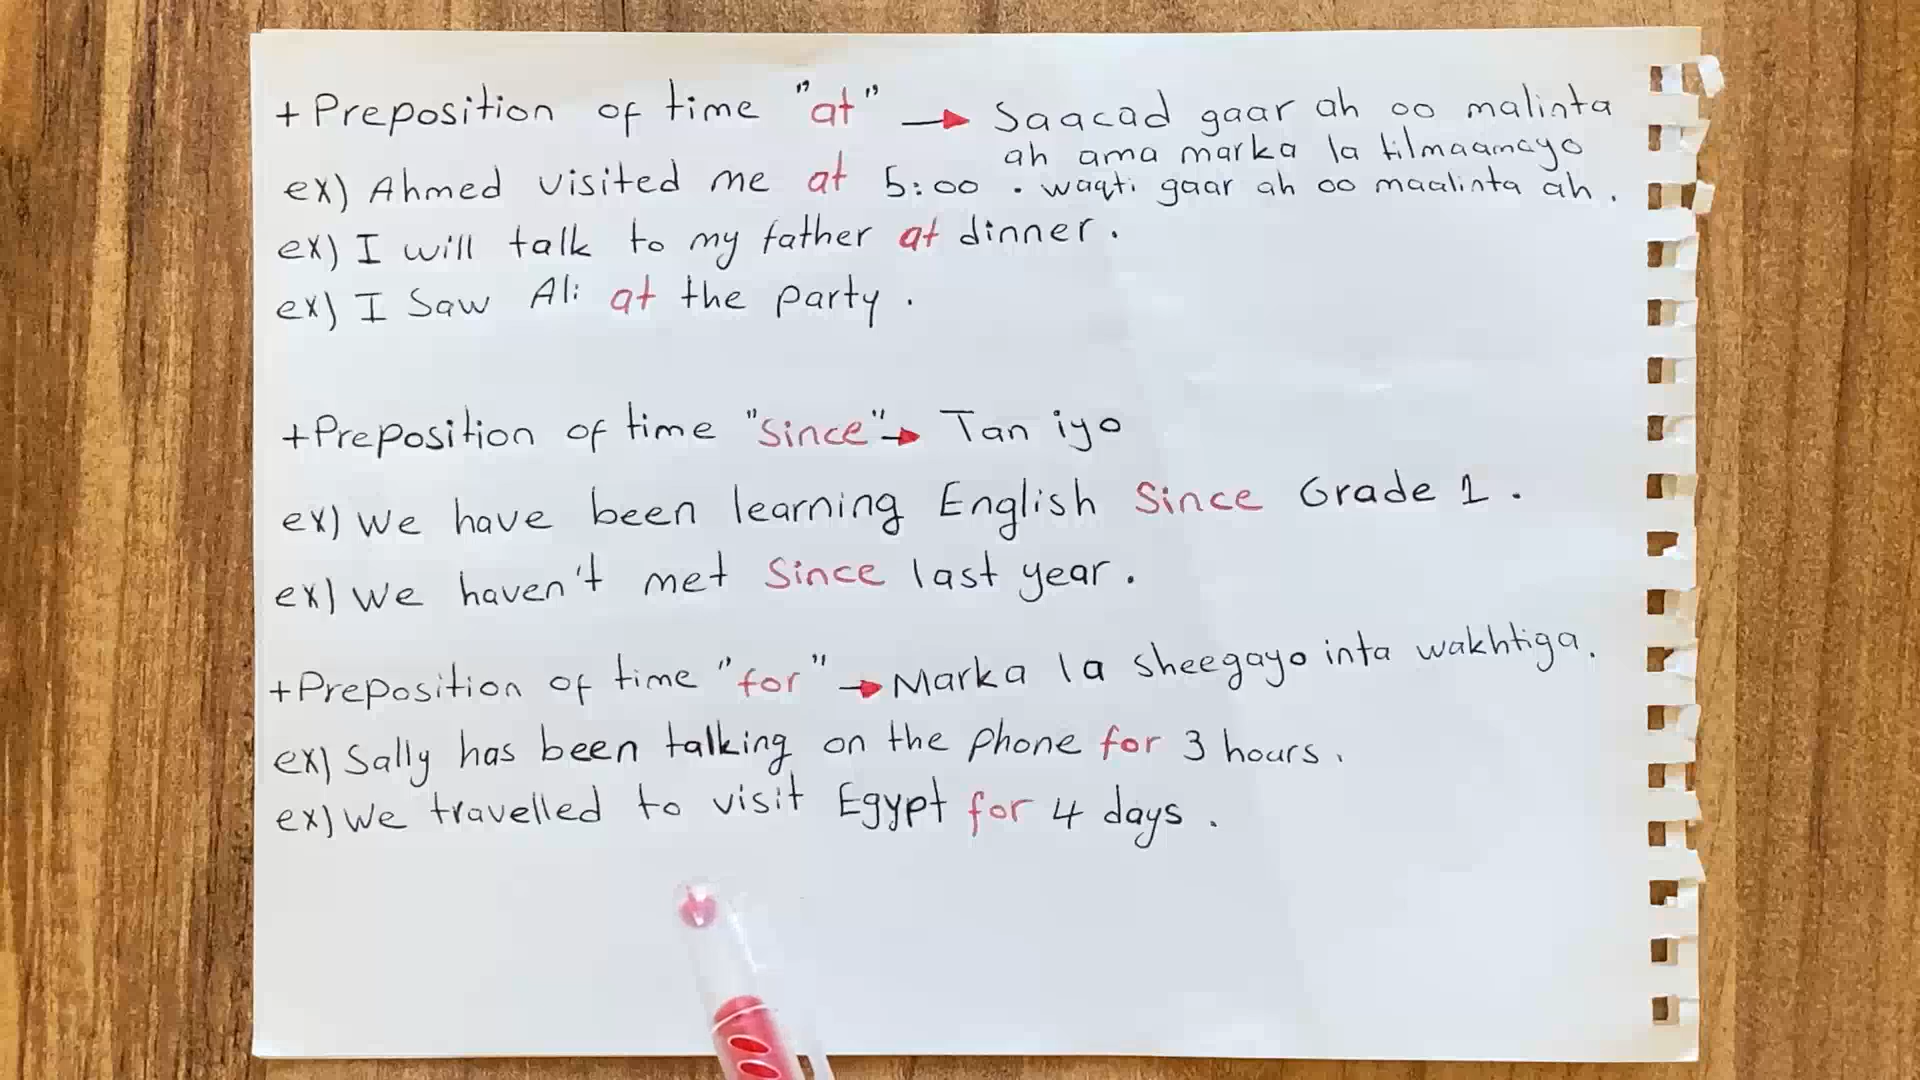 +Preposition of time "at" → Saacad gaar ah oo malinta
ah ama marka la tilmaamayo
ex) Ahmed visited me at 5:00 . waqti gaar ah oo maalinta ah.
ex) I will talk to my father at dinner.
ex) I Saw Ali at the party.
+Preposition of time "since" → Tan iyo
ex) We have been learning English Since Grade 1.
ex) We haven't met Since last year.
+Preposition of time "for" → Marka la sheegayo inta wakhtiga.
ex) Sally has been talking on the phone for 3 hours.
ex) We travelled to visit Egypt for 4 days.